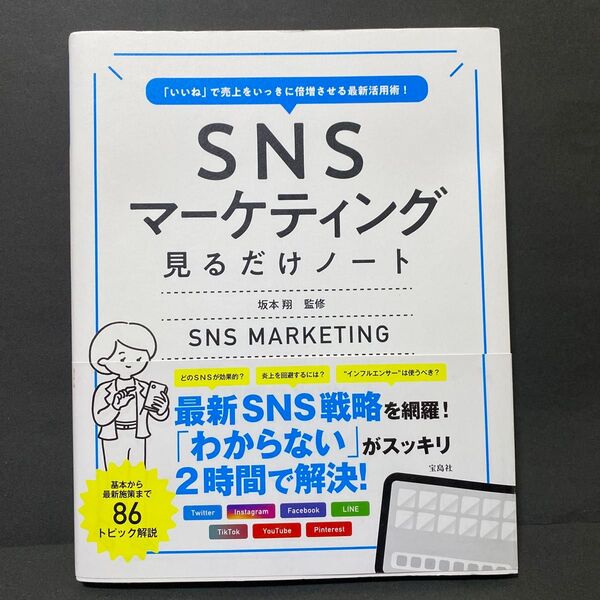 「いいね」で売上をいっきに倍増させる最新活用術！
SNS
マーケティング
見るだけノート
坂本 翔　監修
SNS MARKETING
どのSNSが効果的？
炎上を回避するには？
"インフルエンサー"は使うべき？
最新SNS戦略を網羅！
「わからない」がスッキリ
2時間で解決！
宝島社
基本から
最新施策まで
86
トピック解説
Twitter
Instagram
Facebook
LINE
TikTok
YouTube
Pinterest